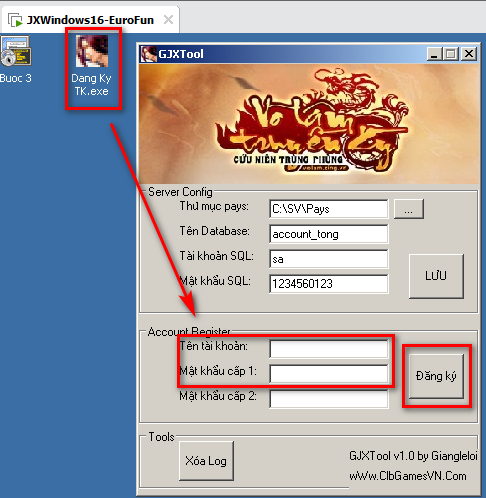 JXWindows16-EuroFun
Buoc 3
Dang Ky
TK.exe
GJXTool
Võ Lâm
Truyền Kỳ
CỬU NIÊN TRÙNG PHÙNG
volam.zing.vn
Server Config
Thư mục pays:
C:\SV\Pays
...
Tên Database:
account_tong
Tài khoản SQL:
sa
Mật khẩu SQL:
1234560123
LƯU
Account Register
Tên tài khoản:
Mật khẩu cấp 1:
Mật khẩu cấp 2:
Đăng ký
Tools
Xóa Log
GJXTool v1.0 by Giangleloi
wWw.ClbGamesVN.Com